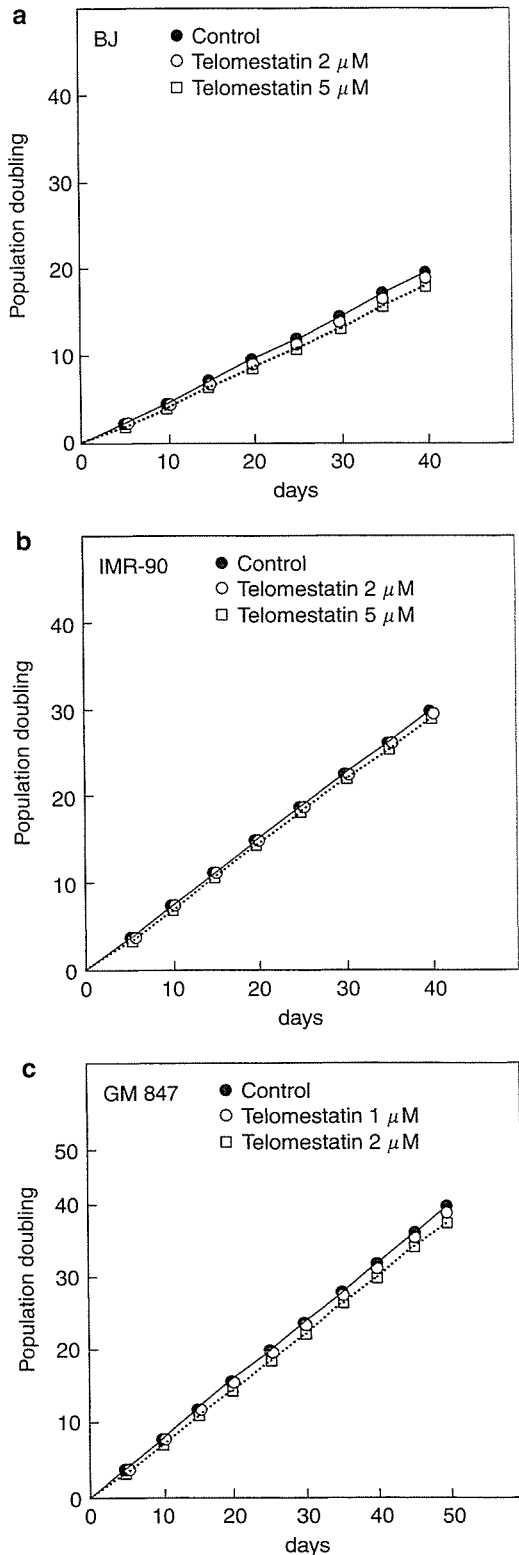 a
BJ
Control
Telomestatin 2 μM
Telomestatin 5 μM
Population doubling
40
30
20
10
0
0 10 20 30 40
days
b
IMR-90
Control
Telomestatin 2 μM
Telomestatin 5 μM
Population doubling
40
30
20
10
0
0 10 20 30 40
days
c
GM 847
Control
Telomestatin 1 μM
Telomestatin 2 μM
Population doubling
50
40
30
20
10
0
0 10 20 30 40 50
days